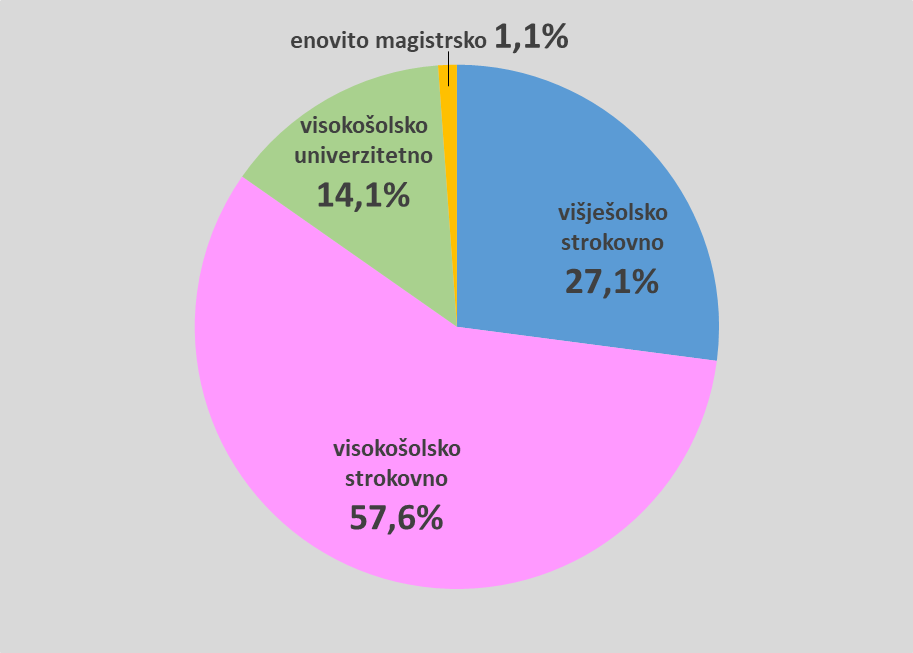 enovito magistrsko 1,1%
visokošolsko
univerzitetno
14,1%
višješolsko
strokovno
27,1%
visokošolsko
strokovno
57,6%